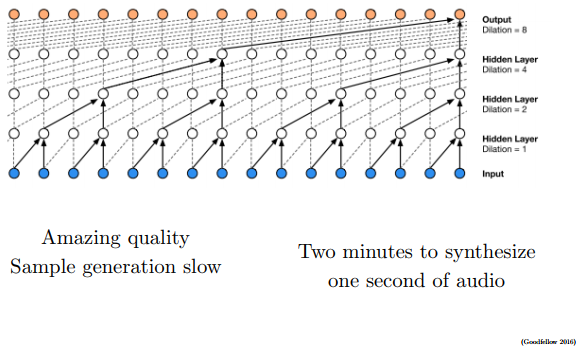 Output
Dilation = 8
Hidden Layer
Dilation = 4
Hidden Layer
Dilation = 2
Hidden Layer
Dilation = 1
Input
Amazing quality
Sample generation slow
Two minutes to synthesize
one second of audio
(Goodfellow 2016)